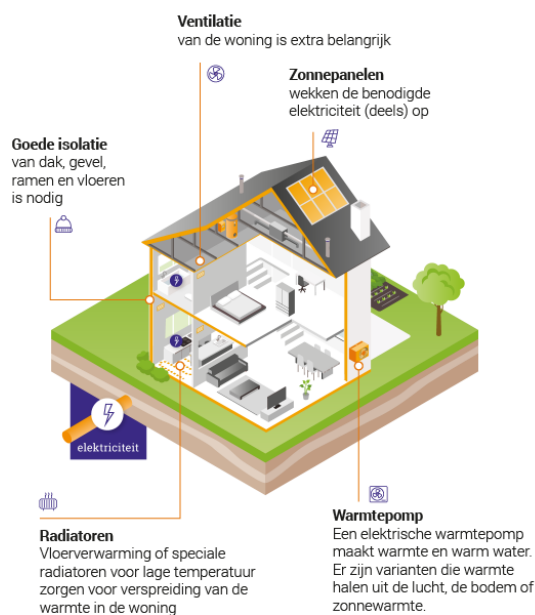 Ventilatie
van de woning is extra belangrijk
Zonnepanelen
wekken de benodigde
elektriciteit (deels) op
Goede isolatie
van dak, gevel,
ramen en vloeren
is nodig
elektriciteit
Radiatoren
Vloerverwarming of speciale
radiatoren voor lage temperatuur
zorgen voor verspreiding van de
warmte in de woning
Warmtepomp
Een elektrische warmtepomp
maakt warmte en warm water.
Er zijn varianten die warmte
halen uit de lucht, de bodem of
zonnewarmte.